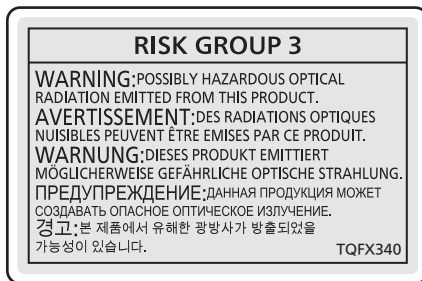 RISK GROUP 3
WARNING:POSSIBLY HAZARDOUS OPTICAL
RADIATION EMITTED FROM THIS PRODUCT.
AVERTISSEMENT:DES RADIATIONS OPTIQUES
NUISIBLES PEUVENT ÊTRE EMISES PAR CE PRODUIT.
WARNUNG:DIESES PRODUKT EMITTIERT
MÖGLICHERWEISE GEFÄHRLICHE OPTISCHE STRAHLUNG.
ПРЕДУПРЕЖДЕНИЕ:ДАННАЯ ПРОДУКЦИЯ МОЖЕТ
СОЗДАВАТЬ ОПАСНОЕ ОПТИЧЕСКОЕ ИЗЛУЧЕНИЕ.
경고:본 제품에서 유해한 광방사가 방출되었을
가능성이 있습니다. TQFX340